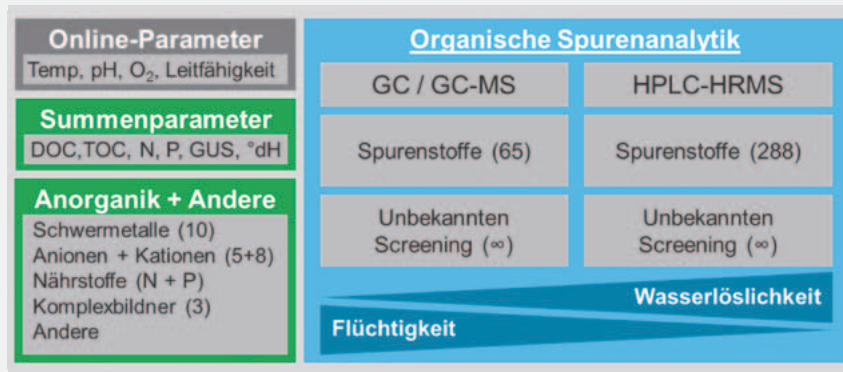 Online-Parameter
Temp, pH, O₂, Leitfähigkeit
Summenparameter
DOC,TOC, N, P, GUS, °dH
Anorganik + Andere
Schwermetalle (10)
Anionen + Kationen (5+8)
Nährstoffe (N + P)
Komplexbildner (3)
Andere
Organische Spurenanalytik
GC / GC-MS
Spurenstoffe (65)
Unbekannten
Screening (∞)
HPLC-HRMS
Spurenstoffe (288)
Unbekannten
Screening (∞)
Wasserlöslichkeit
Flüchtigkeit